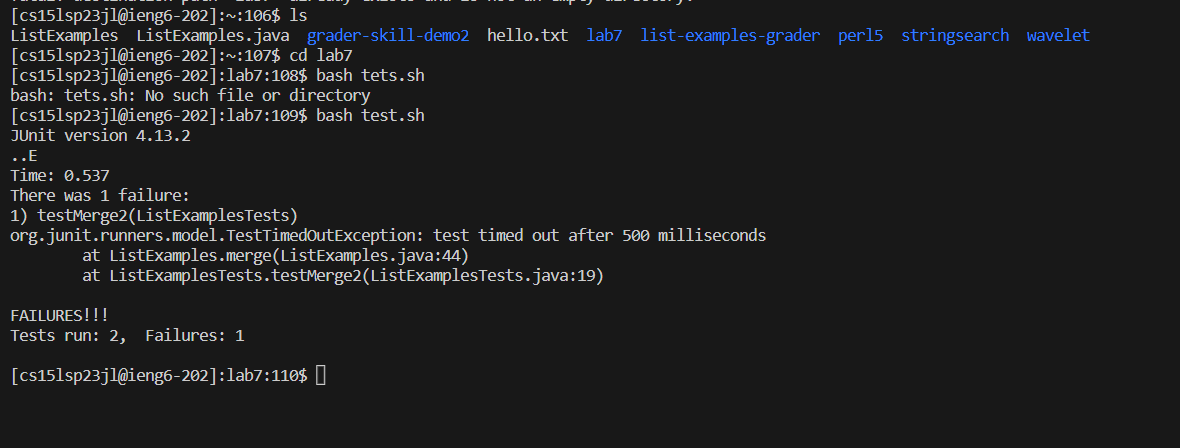 [cs15lsp23jl@ieng6-202]:~:106$ ls
ListExamples  ListExamples.java  grader-skill-demo2  hello.txt  lab7  list-examples-grader  perl5  stringsearch  wavelet
[cs15lsp23jl@ieng6-202]:~:107$ cd lab7
[cs15lsp23jl@ieng6-202]:lab7:108$ bash tets.sh
bash: tets.sh: No such file or directory
[cs15lsp23jl@ieng6-202]:lab7:109$ bash test.sh
JUnit version 4.13.2
..E
Time: 0.537
There was 1 failure:
1) testMerge2(ListExamplesTests)
org.junit.runners.model.TestTimedOutException: test timed out after 500 milliseconds
        at ListExamples.merge(ListExamples.java:44)
        at ListExamplesTests.testMerge2(ListExamplesTests.java:19)
FAILURES!!!
Tests run: 2,  Failures: 1
[cs15lsp23jl@ieng6-202]:lab7:110$